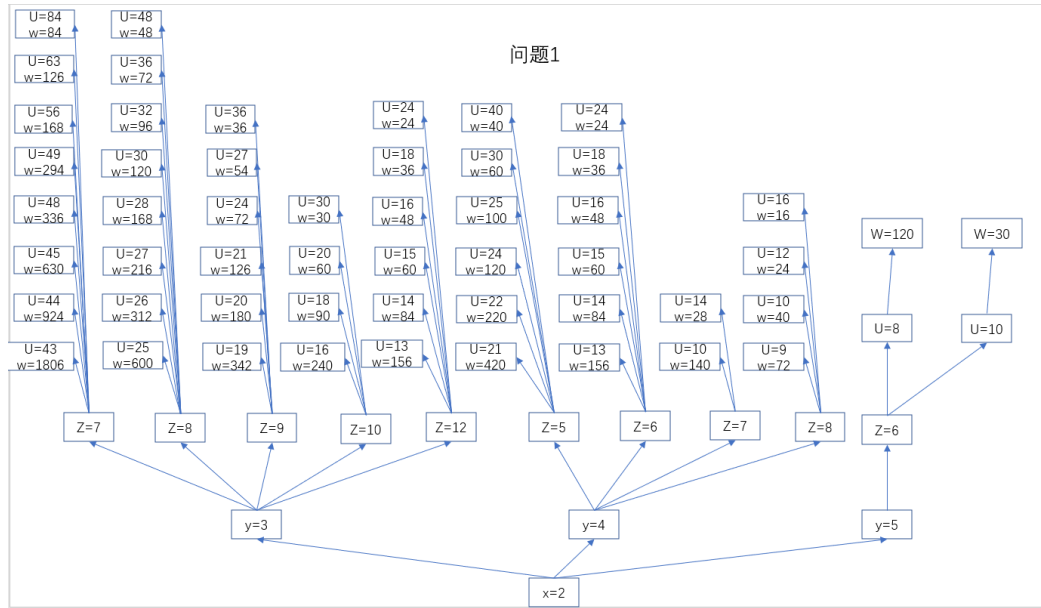 问题1
U=84
w=84
U=63
w=126
U=56
w=168
U=49
w=294
U=48
w=336
U=45
w=630
U=44
w=924
U=43
w=1806
U=48
w=48
U=36
w=72
U=32
w=96
U=30
w=120
U=28
w=168
U=27
w=216
U=26
w=312
U=25
w=600
U=36
w=36
U=27
w=54
U=24
w=72
U=21
w=126
U=20
w=180
U=19
w=342
U=30
w=30
U=20
w=60
U=18
w=90
U=16
w=240
U=24
w=24
U=18
w=36
U=16
w=48
U=15
w=60
U=14
w=84
U=13
w=156
U=40
w=40
U=30
w=60
U=25
w=100
U=24
w=120
U=22
w=220
U=21
w=420
U=24
w=24
U=18
w=36
U=16
w=48
U=15
w=60
U=14
w=84
U=13
w=156
U=14
w=28
U=10
w=140
U=16
w=16
U=12
w=24
U=10
w=40
U=9
w=72
W=120
W=30
U=8
U=10
Z=7
Z=8
Z=9
Z=10
Z=12
Z=5
Z=6
Z=7
Z=8
Z=6
y=3
y=4
y=5
x=2